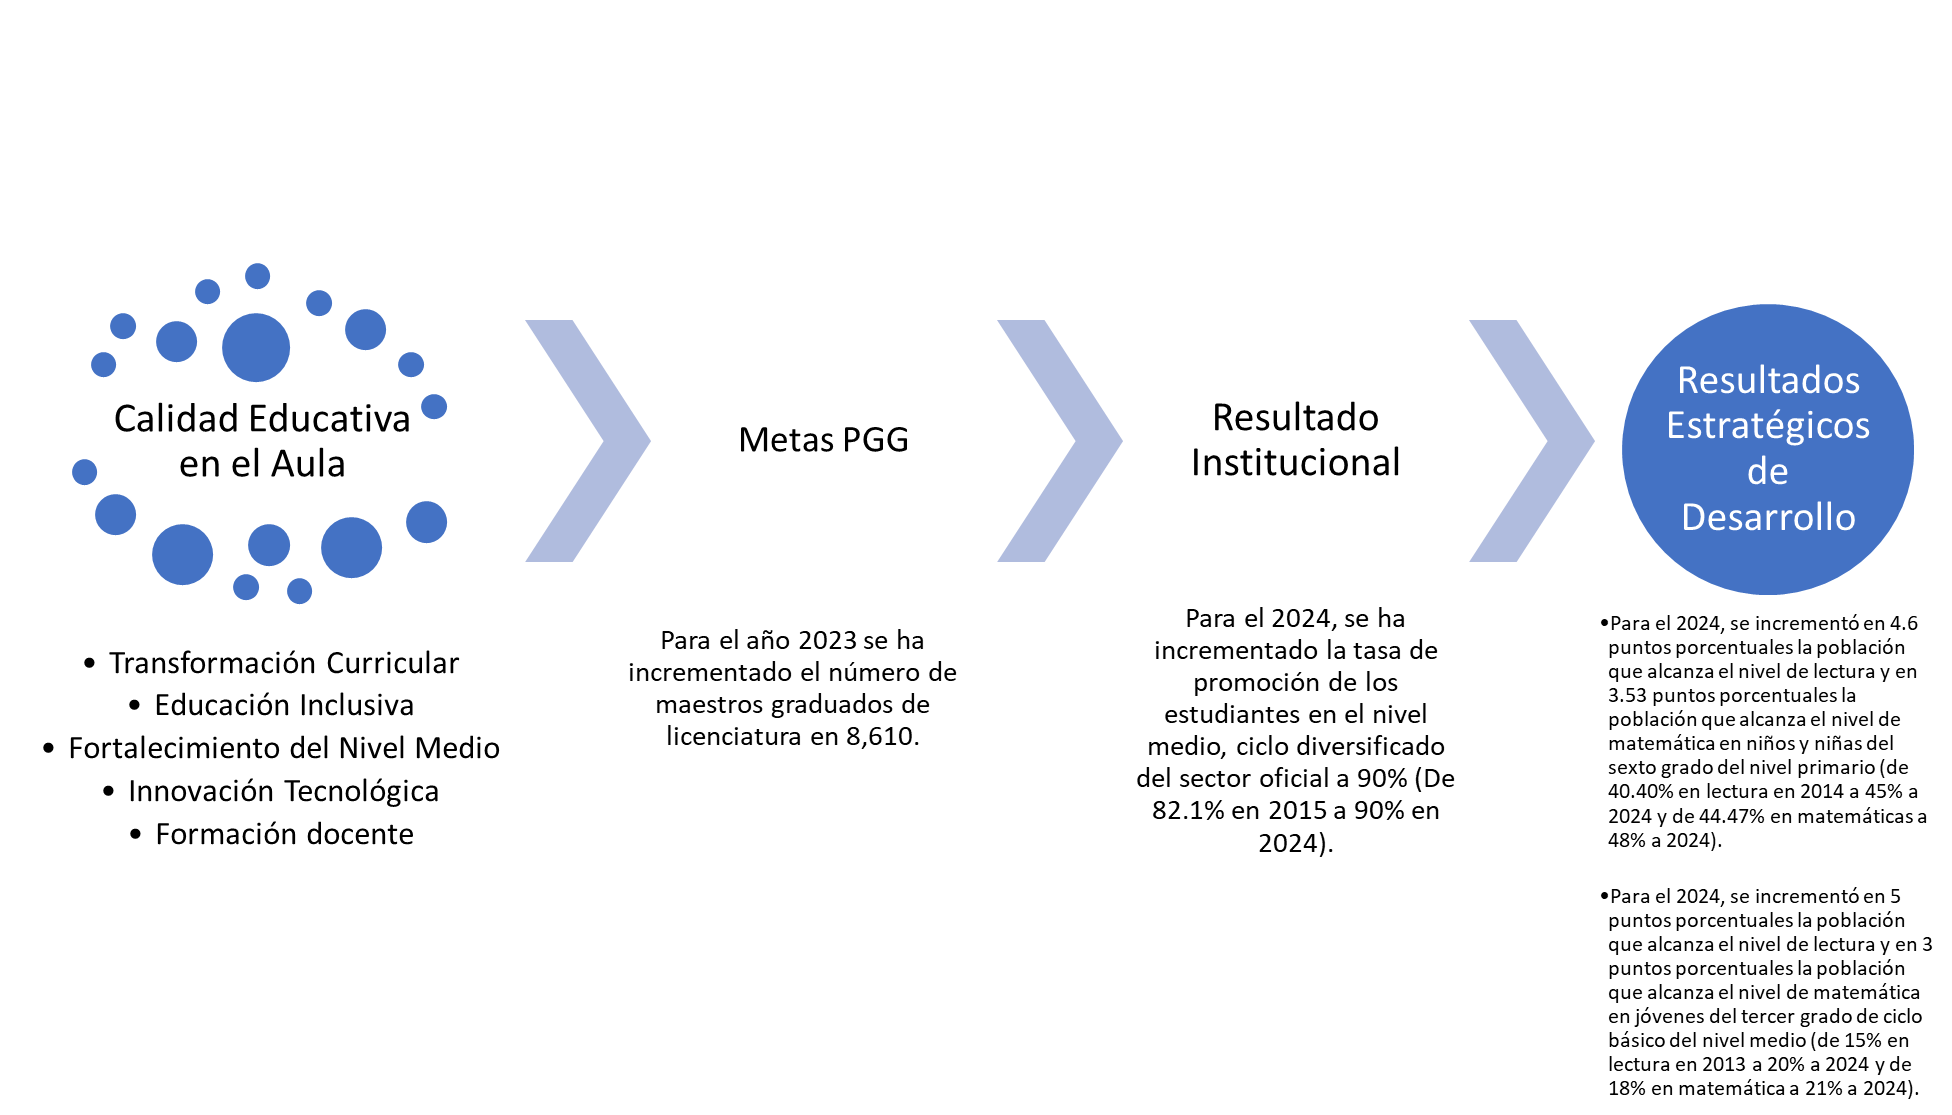 Calidad Educativa
en el Aula
• Transformación Curricular
• Educación Inclusiva
• Fortalecimiento del Nivel Medio
• Innovación Tecnológica
• Formación docente
Metas PGG
Para el año 2023 se ha
incrementado el número de
maestros graduados de
licenciatura en 8,610.
Resultado
Institucional
Para el 2024, se ha
incrementado la tasa de
promoción de los
estudiantes en el nivel
medio, ciclo diversificado
del sector oficial a 90% (De
82.1% en 2015 a 90% en
2024).
Resultados
Estratégicos
de
Desarrollo
•Para el 2024, se incrementó en 4.6
puntos porcentuales la población
que alcanza el nivel de lectura y en
3.53 puntos porcentuales la
población que alcanza el nivel de
matemática en niños y niñas del
sexto grado del nivel primario (de
40.40% en lectura en 2014 a 45% a
2024 y de 44.47% en matemáticas a
48% a 2024).
•Para el 2024, se incrementó en 5
puntos porcentuales la población
que alcanza el nivel de lectura y en 3
puntos porcentuales la población
que alcanza el nivel de matemática
en jóvenes del tercer grado de ciclo
básico del nivel medio (de 15% en
lectura en 2013 a 20% a 2024 y de
18% en matemática a 21% a 2024).